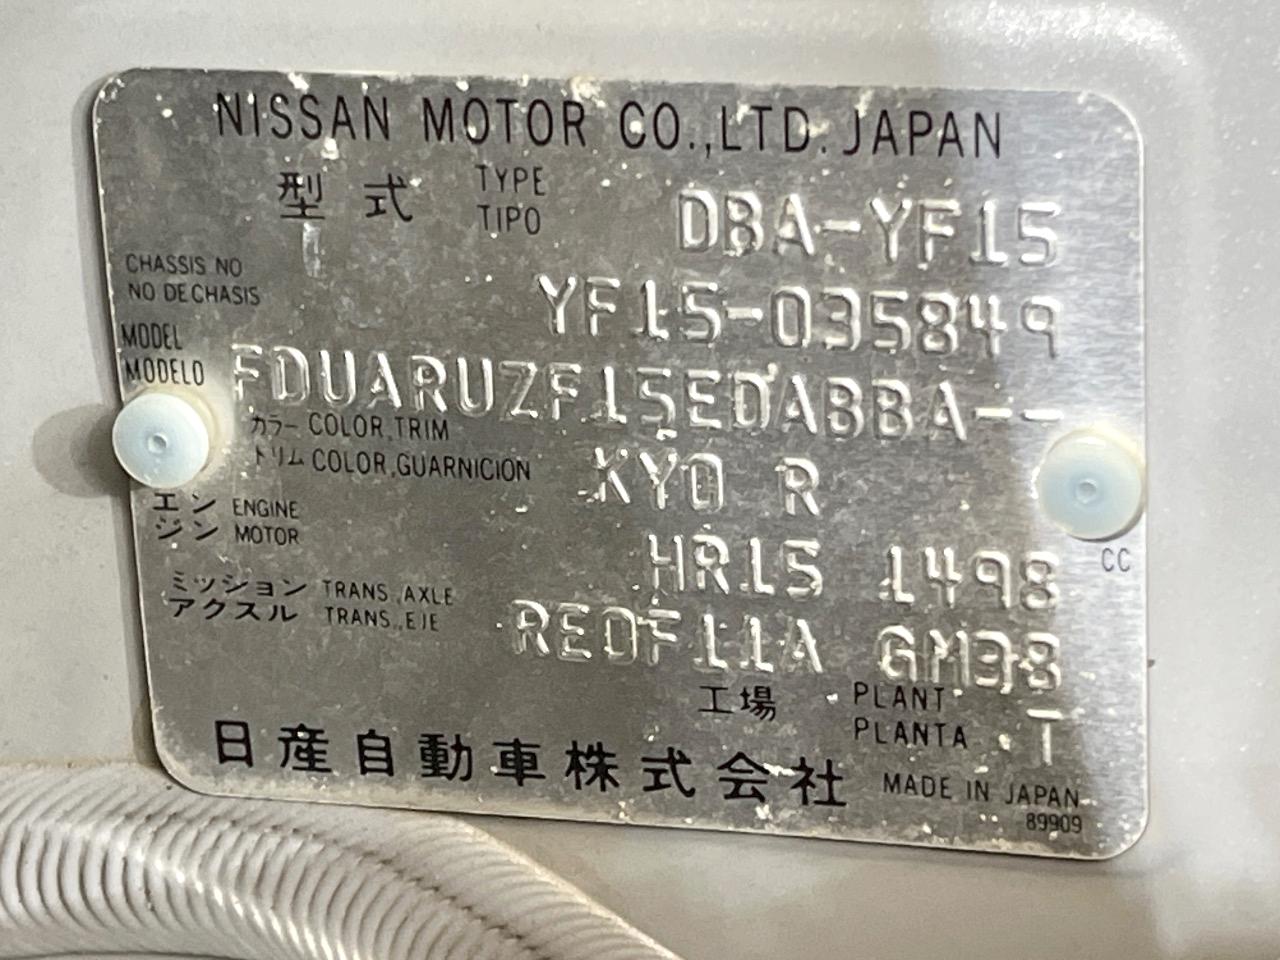 NISSAN MOTOR CO.,LTD. JAPAN
型式 TYPE TIPO DBA-YF15
CHASSIS NO
NO DE CHASIS YF15-035849
MODEL
MODELO FDUARUZF15EDABBA--
カラー COLOR,TRIM
トリム COLOR,GUARNICION KYO R
エン ENGINE
ジン MOTOR HR15 1498 CC
ミッション TRANS.,AXLE
アクスル TRANS.,EJE RE0F11A GM38
工場 PLANT
PLANTA T
日産自動車株式会社 MADE IN JAPAN
89909